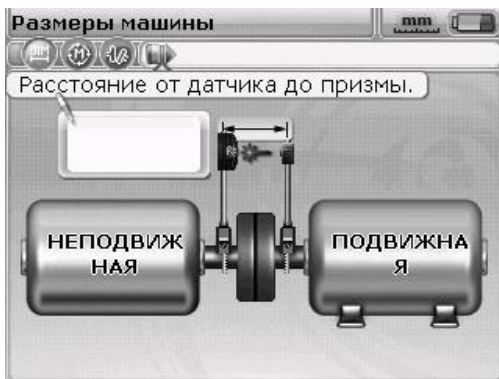 Размеры машины
mm
Расстояние от датчика до призмы.
НЕПОДВИЖ
НАЯ
ПОДВИЖНА
Я